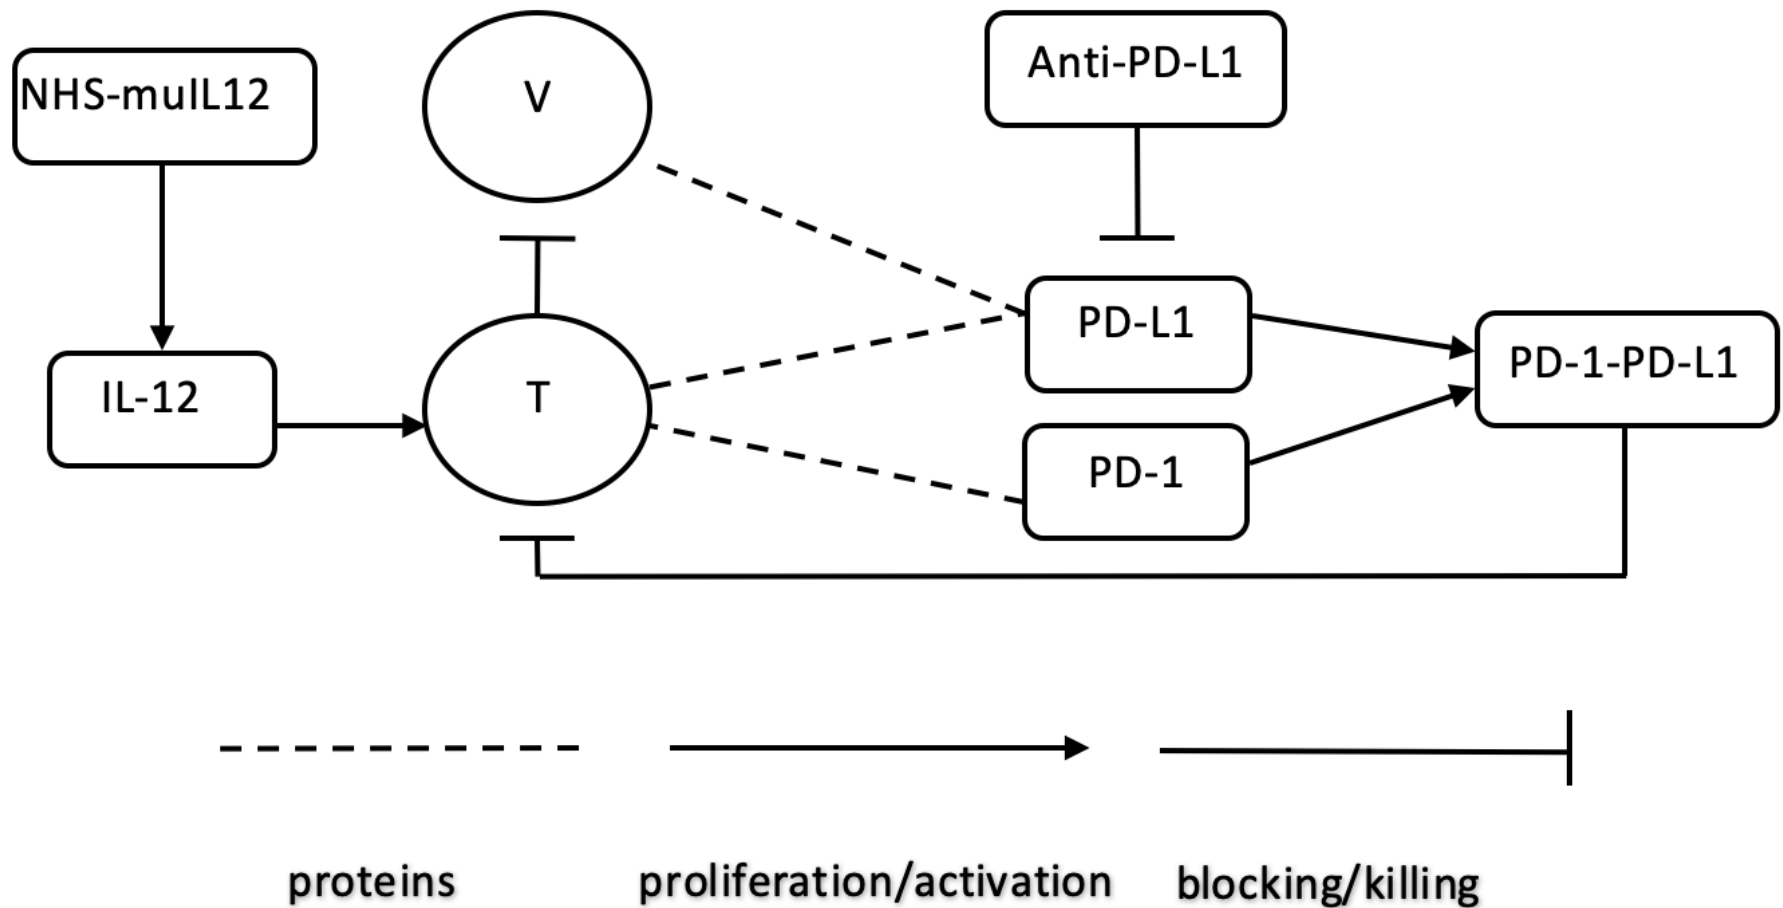 NHS-muIL12
V
Anti-PD-L1
IL-12
T
PD-L1
PD-1
PD-1-PD-L1
proteins
proliferation/activation
blocking/killing